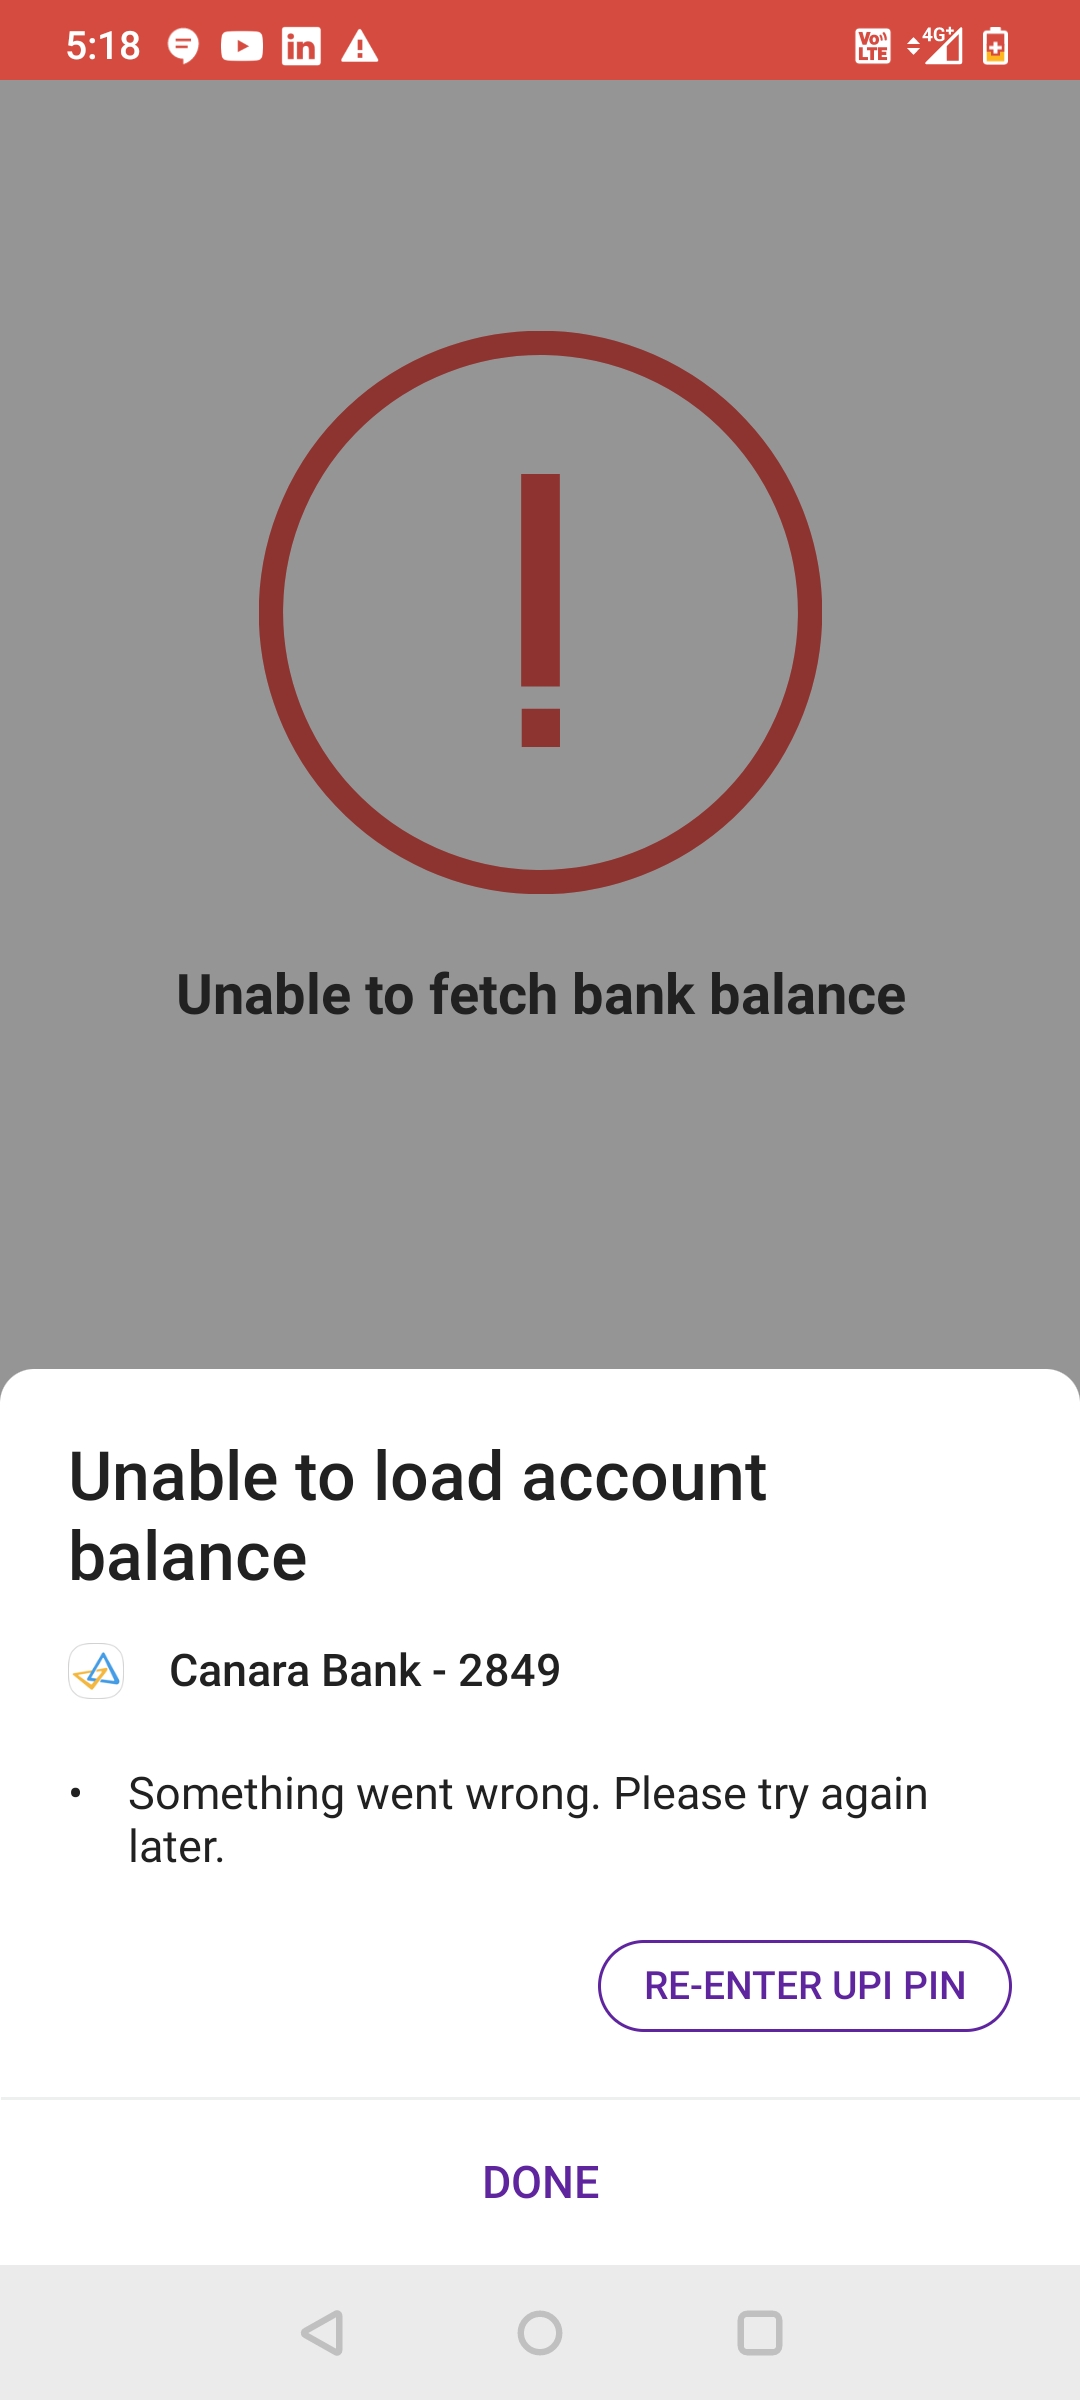 5:18
Vo)) LTE
4G+
Unable to fetch bank balance
Unable to load account
balance
Canara Bank - 2849
• Something went wrong. Please try again
later.
RE-ENTER UPI PIN
DONE